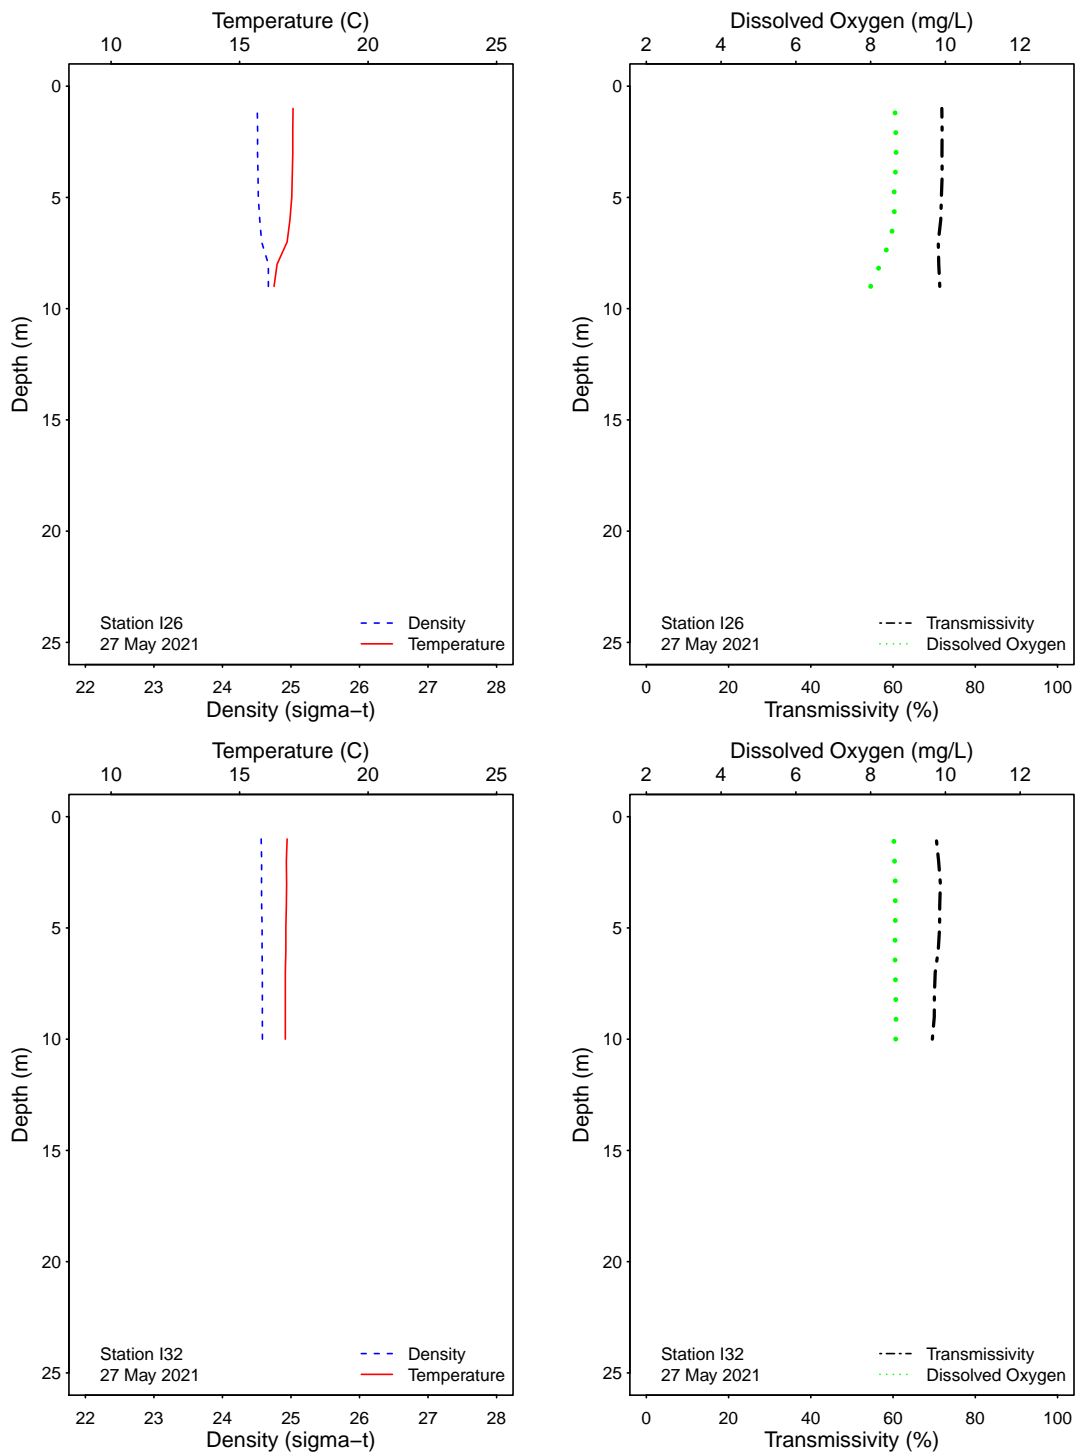 Temperature (C)
10 15 20 25
0
5
10
15
20
25
Depth (m)
Station I26
27 May 2021
Density
Temperature
22 23 24 25 26 27 28
Density (sigma−t)
Dissolved Oxygen (mg/L)
2 4 6 8 10 12
0
5
10
15
20
25
Depth (m)
Station I26
27 May 2021
Transmissivity
Dissolved Oxygen
0 20 40 60 80 100
Transmissivity (%)
Temperature (C)
10 15 20 25
0
5
10
15
20
25
Depth (m)
Station I32
27 May 2021
Density
Temperature
22 23 24 25 26 27 28
Density (sigma−t)
Dissolved Oxygen (mg/L)
2 4 6 8 10 12
0
5
10
15
20
25
Depth (m)
Station I32
27 May 2021
Transmissivity
Dissolved Oxygen
0 20 40 60 80 100
Transmissivity (%)